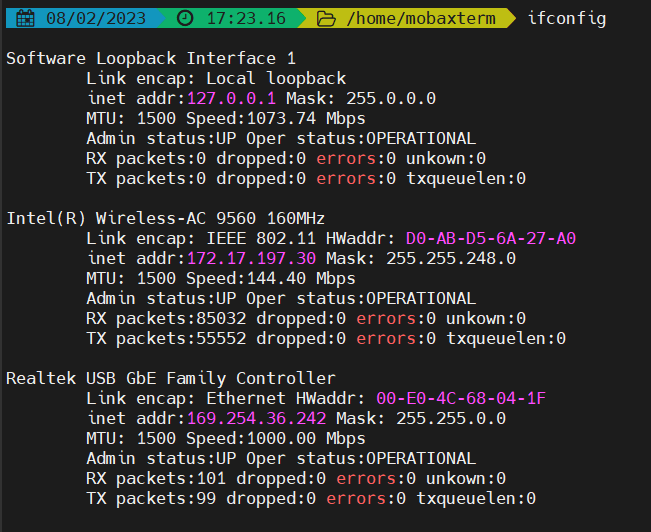 08/02/2023 17:23.16 /home/mobaxterm ifconfig
Software Loopback Interface 1
Link encap: Local loopback
inet addr:127.0.0.1 Mask: 255.0.0.0
MTU: 1500 Speed:1073.74 Mbps
Admin status:UP Oper status:OPERATIONAL
RX packets:0 dropped:0 errors:0 unkown:0
TX packets:0 dropped:0 errors:0 txqueuelen:0
Intel(R) Wireless-AC 9560 160MHz
Link encap: IEEE 802.11 HWaddr: D0-AB-D5-6A-27-A0
inet addr:172.17.197.30 Mask: 255.255.248.0
MTU: 1500 Speed:144.40 Mbps
Admin status:UP Oper status:OPERATIONAL
RX packets:85032 dropped:0 errors:0 unkown:0
TX packets:55552 dropped:0 errors:0 txqueuelen:0
Realtek USB GbE Family Controller
Link encap: Ethernet HWaddr: 00-E0-4C-68-04-1F
inet addr:169.254.36.242 Mask: 255.255.0.0
MTU: 1500 Speed:1000.00 Mbps
Admin status:UP Oper status:OPERATIONAL
RX packets:101 dropped:0 errors:0 unkown:0
TX packets:99 dropped:0 errors:0 txqueuelen:0